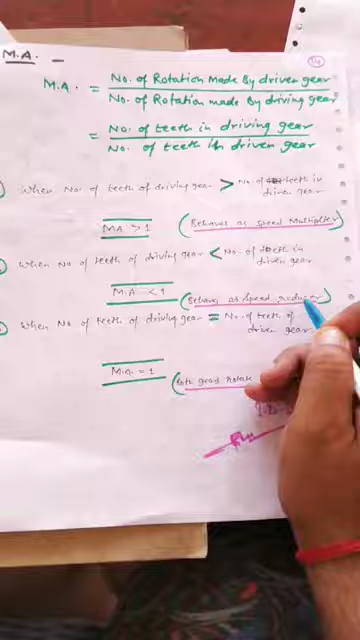 M.A.
14
M.A. = No. of Rotation made By driven gear
No. of Rotation made By driving gear
= No. of teeth in driving gear
No. of teeth in driven gear
When No. of teeth of driving gear > No. of teeth in
driven gear
M.A > 1 (Behaves as speed Multiplier)
When No of teeth of driving gear < No. of teeth in
driven gear
M.A. < 1 (Behaves as speed reducer)
When No of teeth of driving gear = No. of teeth of
driven gear
M.A. = 1 (Both gear Rotate